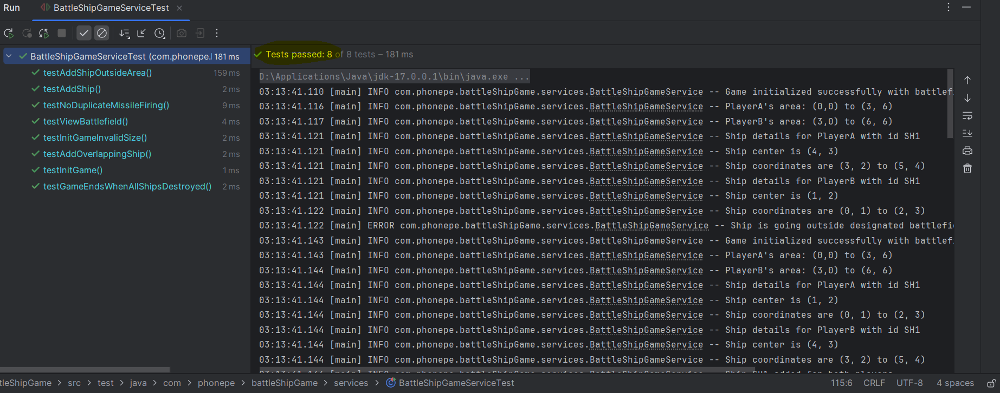 Run BattleShipGameServiceTest
BattleShipGameServiceTest (com.phonepe. 181 ms
testAddShipOutsideArea() 159 ms
testAddShip() 2 ms
testNoDuplicateMissileFiring() 9 ms
testViewBattlefield() 4 ms
testInitGameInvalidSize() 2 ms
testAddOverlappingShip() 2 ms
testInitGame() 1 ms
testGameEndsWhenAllShipsDestroyed() 2 ms
Tests passed: 8 of 8 tests – 181 ms
D:\Applications\Java\jdk-17.0.0.1\bin\java.exe ...
03:13:41.110 [main] INFO com.phonepe.battleShipGame.services.BattleShipGameService -- Game initialized successfully with battlefi
03:13:41.116 [main] INFO com.phonepe.battleShipGame.services.BattleShipGameService -- PlayerA's area: (0,0) to (3, 6)
03:13:41.117 [main] INFO com.phonepe.battleShipGame.services.BattleShipGameService -- PlayerB's area: (3,0) to (6, 6)
03:13:41.121 [main] INFO com.phonepe.battleShipGame.services.BattleShipGameService -- Ship details for PlayerA with id SH1
03:13:41.121 [main] INFO com.phonepe.battleShipGame.services.BattleShipGameService -- Ship center is (4, 3)
03:13:41.121 [main] INFO com.phonepe.battleShipGame.services.BattleShipGameService -- Ship coordinates are (3, 2) to (5, 4)
03:13:41.121 [main] INFO com.phonepe.battleShipGame.services.BattleShipGameService -- Ship details for PlayerB with id SH1
03:13:41.121 [main] INFO com.phonepe.battleShipGame.services.BattleShipGameService -- Ship center is (1, 2)
03:13:41.122 [main] INFO com.phonepe.battleShipGame.services.BattleShipGameService -- Ship coordinates are (0, 1) to (2, 3)
03:13:41.122 [main] ERROR com.phonepe.battleShipGame.services.BattleShipGameService -- Ship is going outside designated battlefi
03:13:41.143 [main] INFO com.phonepe.battleShipGame.services.BattleShipGameService -- Game initialized successfully with battlefi
03:13:41.143 [main] INFO com.phonepe.battleShipGame.services.BattleShipGameService -- PlayerA's area: (0,0) to (3, 6)
03:13:41.144 [main] INFO com.phonepe.battleShipGame.services.BattleShipGameService -- PlayerB's area: (3,0) to (6, 6)
03:13:41.144 [main] INFO com.phonepe.battleShipGame.services.BattleShipGameService -- Ship details for PlayerA with id SH1
03:13:41.144 [main] INFO com.phonepe.battleShipGame.services.BattleShipGameService -- Ship center is (1, 2)
03:13:41.144 [main] INFO com.phonepe.battleShipGame.services.BattleShipGameService -- Ship coordinates are (0, 1) to (2, 3)
03:13:41.144 [main] INFO com.phonepe.battleShipGame.services.BattleShipGameService -- Ship details for PlayerB with id SH1
03:13:41.144 [main] INFO com.phonepe.battleShipGame.services.BattleShipGameService -- Ship center is (4, 3)
03:13:41.144 [main] INFO com.phonepe.battleShipGame.services.BattleShipGameService -- Ship coordinates are (3, 2) to (5, 4)
03:13:41.144 [main] INFO com.phonepe.battleShipGame.services.BattleShipGameService -- Ship SH1 added for both players
tleShipGame > src > test > java > com > phonepe > battleShipGame > services > BattleShipGameServiceTest 115:6 CRLF UTF-8 4 spaces